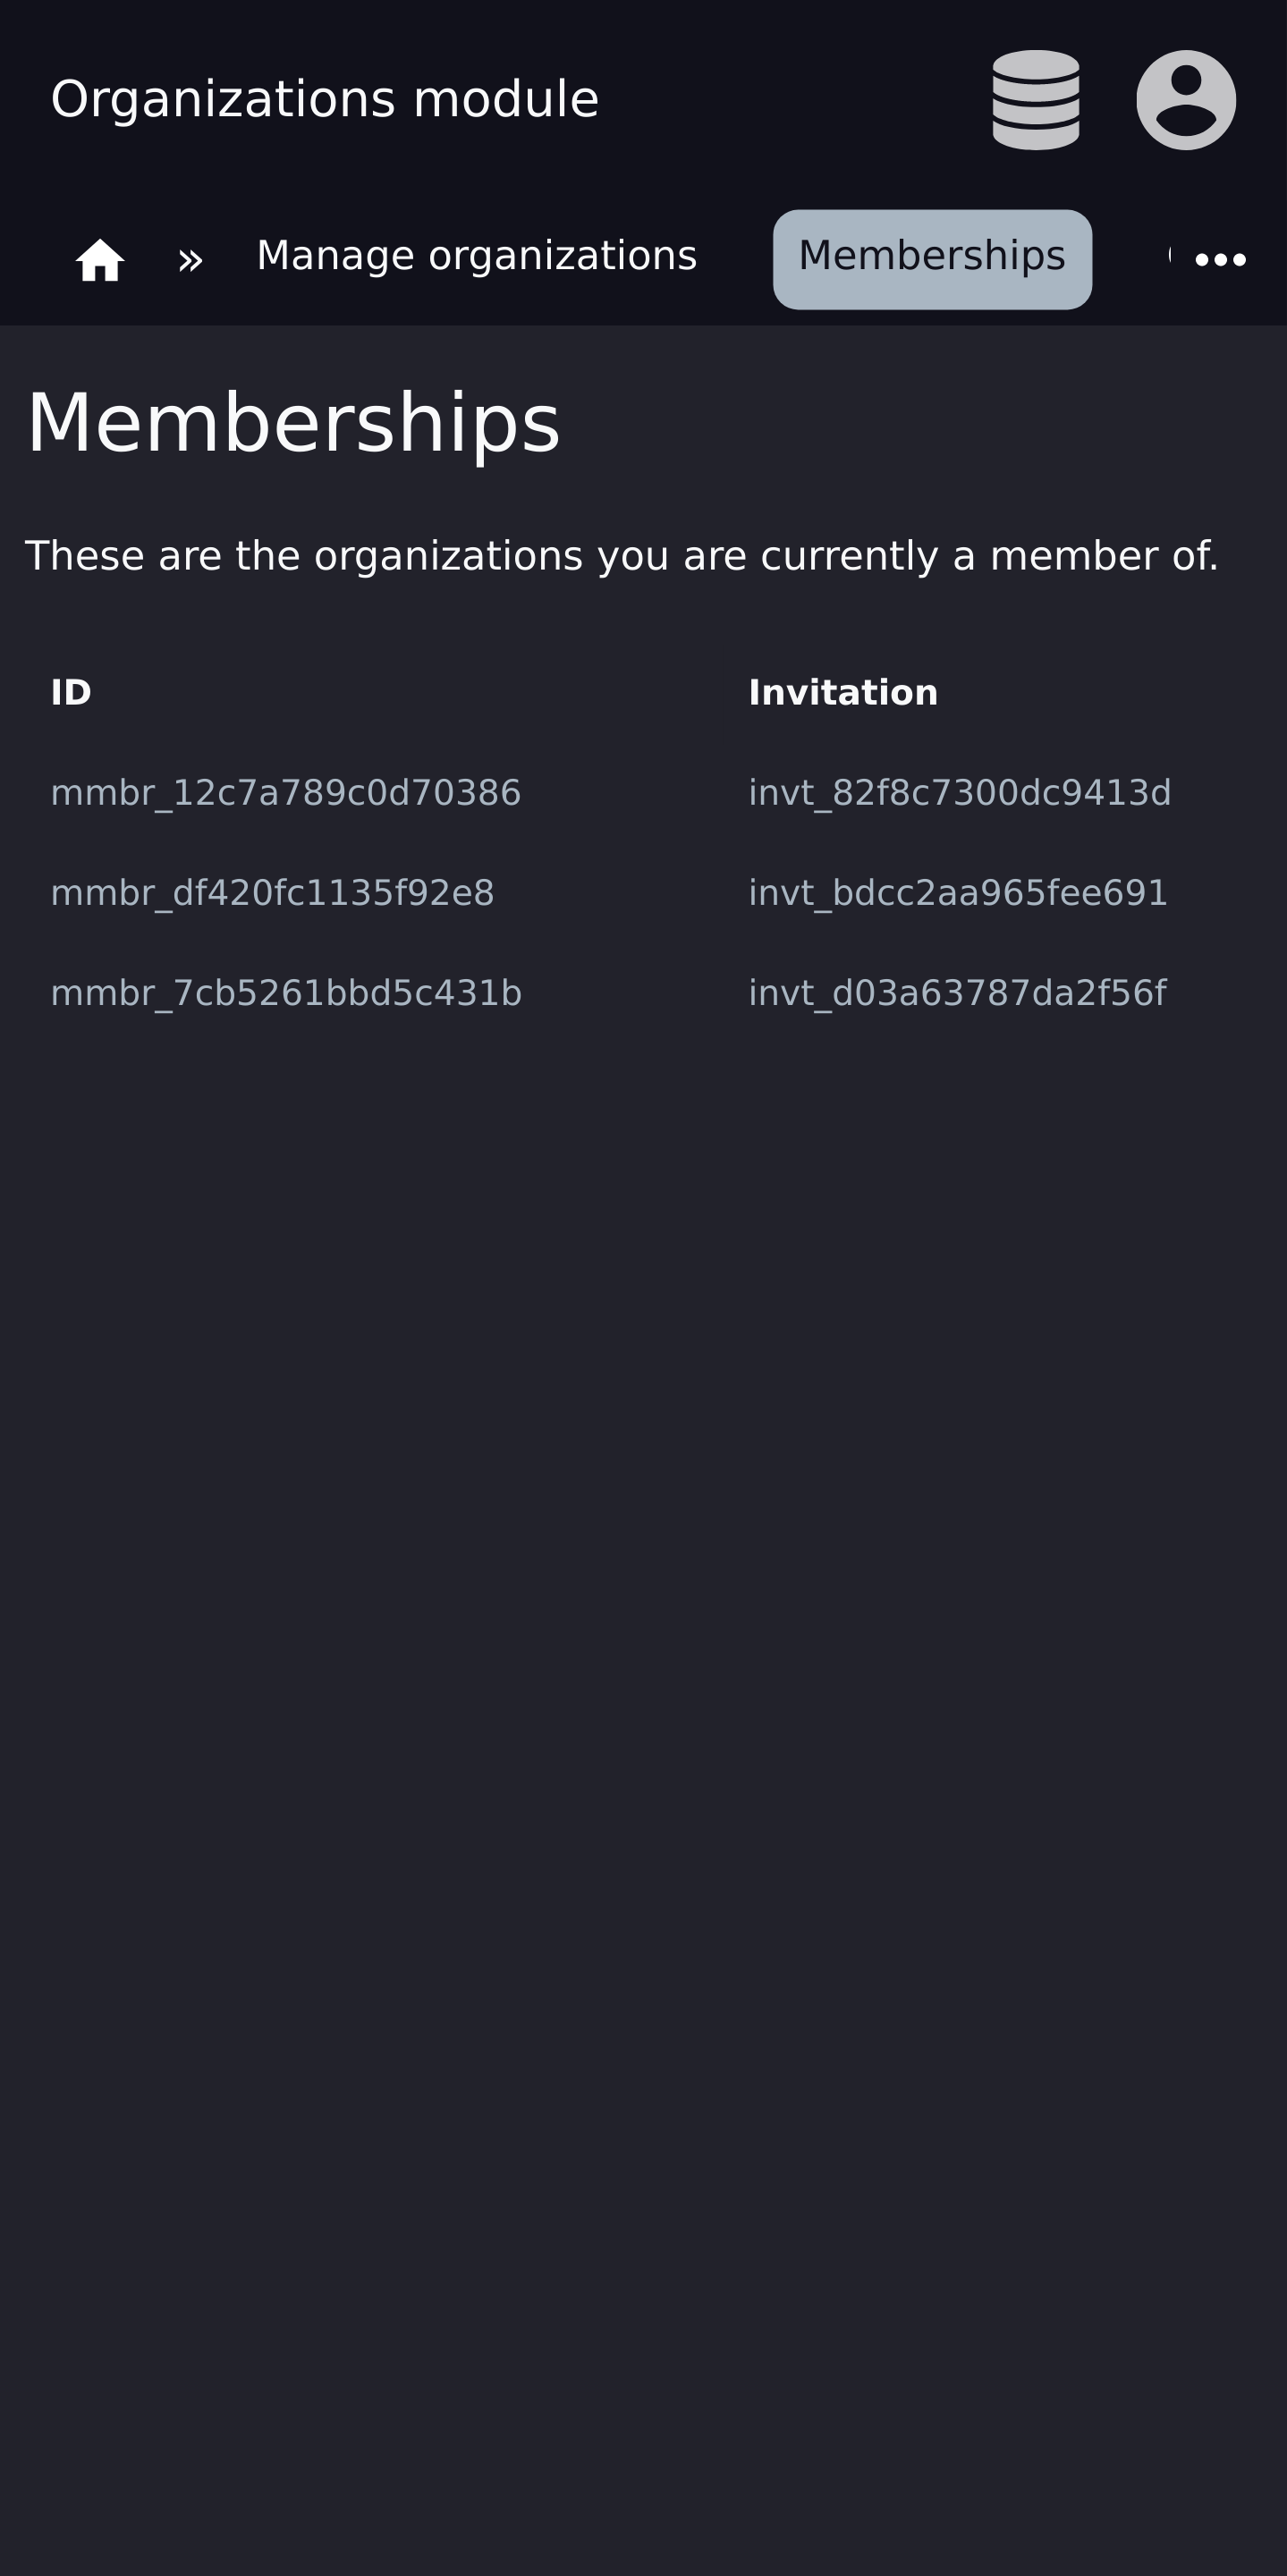 Organizations module
» Manage organizations Memberships
Memberships
These are the organizations you are currently a member of.
ID Invitation
mmbr_12c7a789c0d70386 invt_82f8c7300dc9413d
mmbr_df420fc1135f92e8 invt_bdcc2aa965fee691
mmbr_7cb5261bbd5c431b invt_d03a63787da2f56f